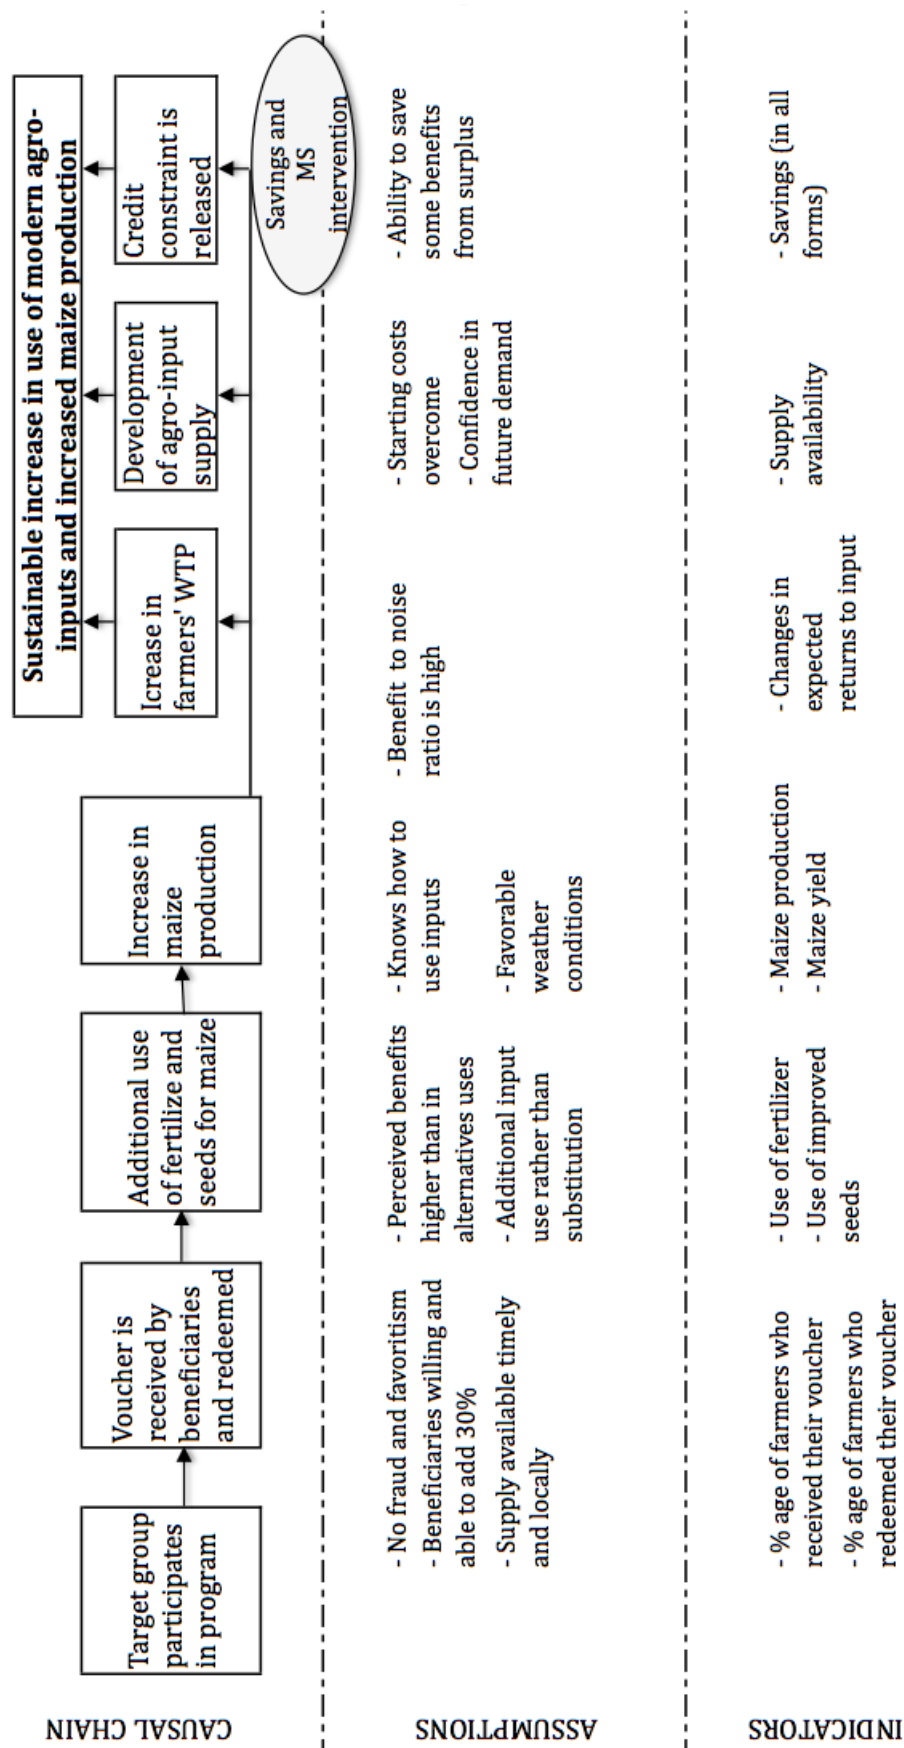 CAUSAL CHAIN
Target group
participates
in program
Voucher is
received by
beneficiaries
and redeemed
Additional use
of fertilize and
seeds for maize
Increase in
maize
production
Sustainable increase in use of modern agro-
inputs and increased maize production
Icrease in
farmers' WTP
Development
of agro-input
supply
Credit
constraint is
released
Savings and
MS
intervention
ASSUMPTIONS
- No fraud and favoritism
- Beneficiaries willing and
able to add 30%
- Supply available timely
and locally
- Perceived benefits
higher than in
alternatives uses
- Additional input
use rather than
substitution
- Knows how to
use inputs
- Favorable
weather
conditions
- Benefit to noise
ratio is high
- Starting costs
overcome
- Confidence in
future demand
- Ability to save
some benefits
from surplus
INDICATORS
- % age of farmers who
received their voucher
- % age of farmers who
redeemed their voucher
- Use of fertilizer
- Use of improved
seeds
- Maize production
- Maize yield
- Changes in
expected
returns to input
- Supply
availability
- Savings (in all
forms)